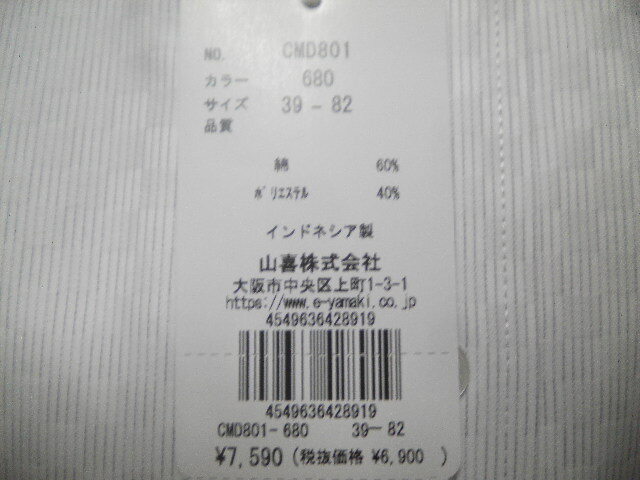 NO. CMD801
カラー 680
サイズ 39 - 82
品質
綿 60%
ポリエステル 40%
インドネシア製
山喜株式会社
大阪市中央区上町1-3-1
https://www.e-yamaki.co.jp
4549636428919
4549636428919
CMD801-680 39-82
¥7,590 (税抜価格 ¥6,900 )